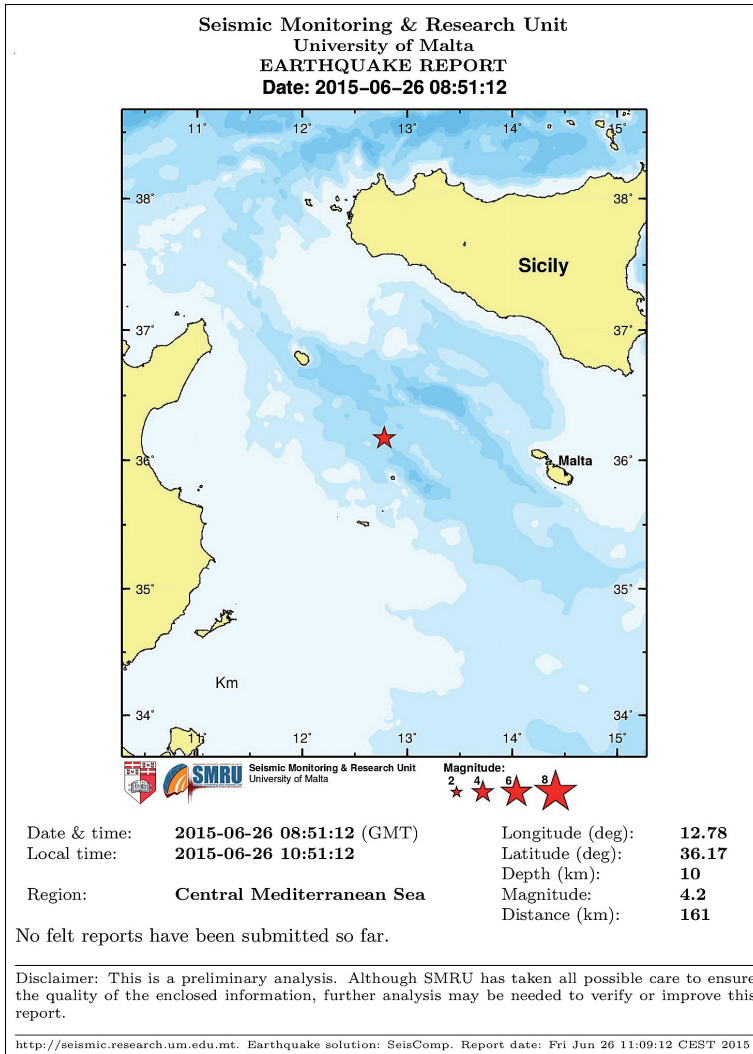 Seismic Monitoring & Research Unit
University of Malta
EARTHQUAKE REPORT
Date: 2015−06−26 08:51:12
11˚ 12˚ 13˚ 14˚ 15˚
38˚ 38˚
Sicily
37˚ 37˚
36˚ Malta 36˚
35˚ 35˚
Km
34˚ 34˚
11˚ 12˚ 13˚ 14˚ 15˚
SMRU
Seismic Monitoring & Research Unit
University of Malta
Magnitude:
2 4 6 8
Date & time: 2015-06-26 08:51:12 (GMT)
Local time: 2015-06-26 10:51:12
Region: Central Mediterranean Sea
Longitude (deg): 12.78
Latitude (deg): 36.17
Depth (km): 10
Magnitude: 4.2
Distance (km): 161
No felt reports have been submitted so far.
Disclaimer: This is a preliminary analysis. Although SMRU has taken all possible care to ensure
the quality of the enclosed information, further analysis may be needed to verify or improve this
report.
http://seismic.research.um.edu.mt. Earthquake solution: SeisComp. Report date: Fri Jun 26 11:09:12 CEST 2015